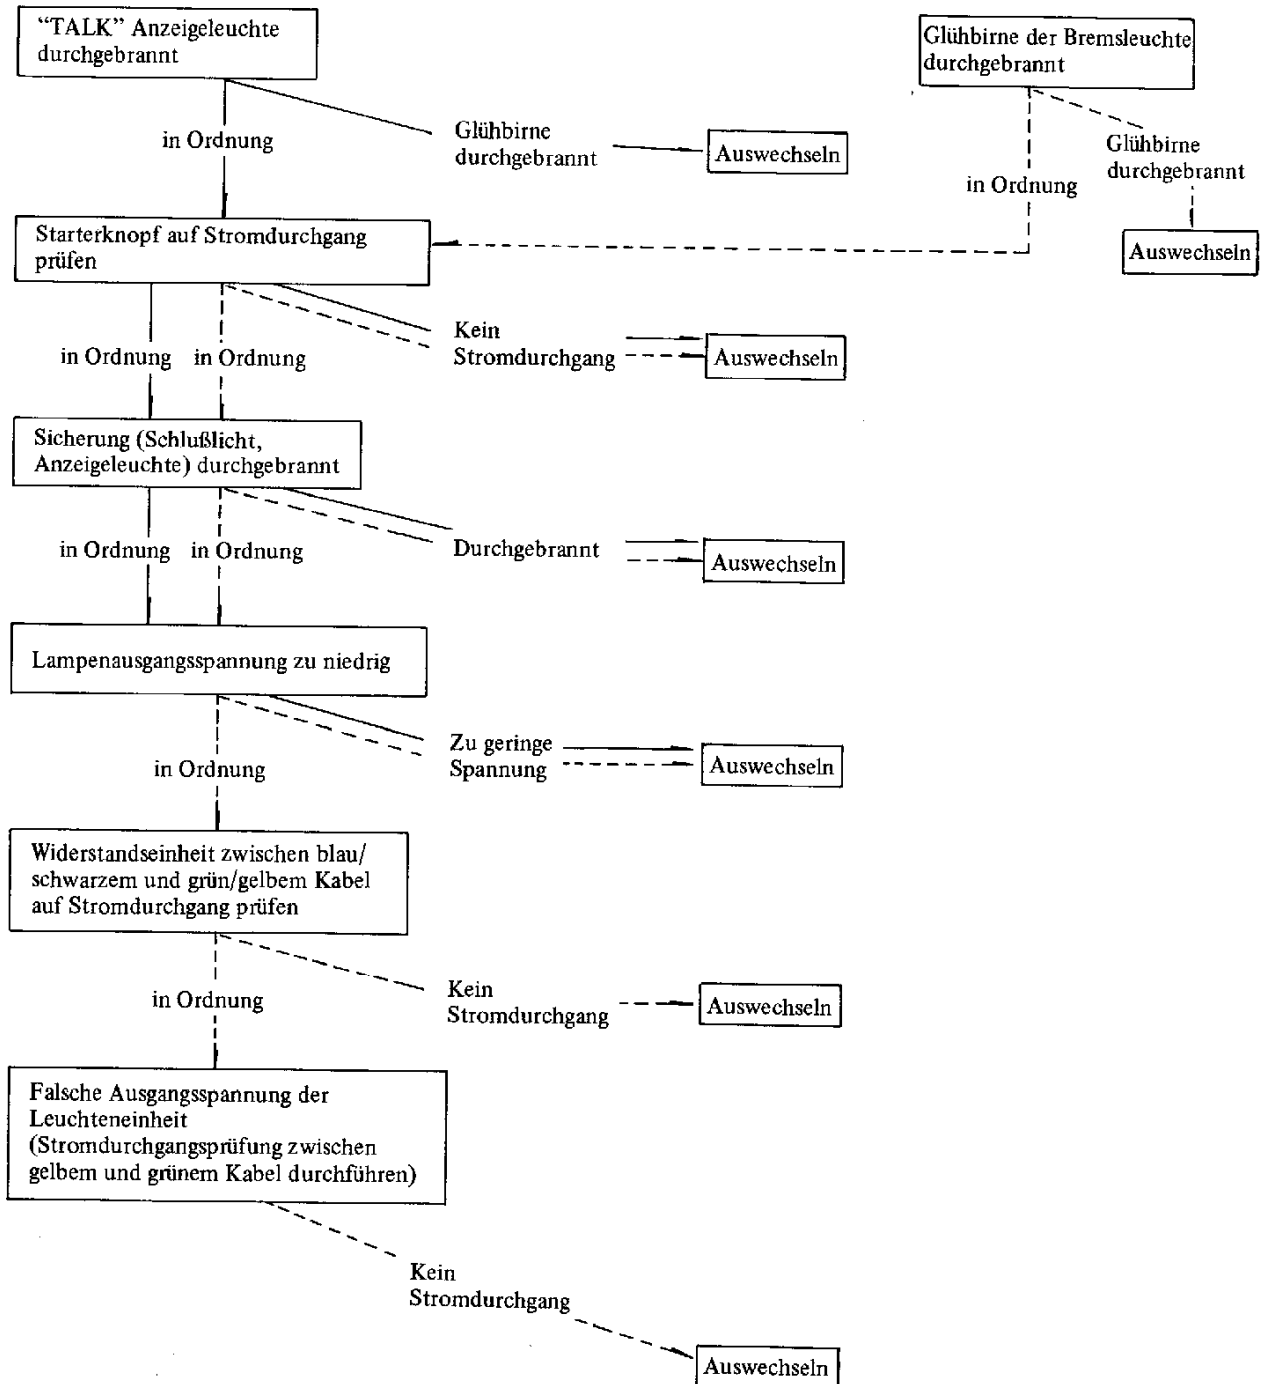 “TALK” Anzeigeleuchte
durchgebrannt
Glühbirne der Bremsleuchte
durchgebrannt
in Ordnung
Glühbirne
durchgebrannt
Auswechseln
Glühbirne
durchgebrannt
in Ordnung
Auswechseln
Starterknopf auf Stromdurchgang
prüfen
in Ordnung
in Ordnung
Kein
Stromdurchgang
Auswechseln
Sicherung (Schlußlicht,
Anzeigeleuchte) durchgebrannt
in Ordnung
in Ordnung
Durchgebrannt
Auswechseln
Lampenausgangsspannung zu niedrig
in Ordnung
Zu geringe
Spannung
Auswechseln
Widerstandseinheit zwischen blau/
schwarzem und grün/gelbem Kabel
auf Stromdurchgang prüfen
in Ordnung
Kein
Stromdurchgang
Auswechseln
Falsche Ausgangsspannung der
Leuchteneinheit
(Stromdurchgangsprüfung zwischen
gelbem und grünem Kabel durchführen)
Kein
Stromdurchgang
Auswechseln